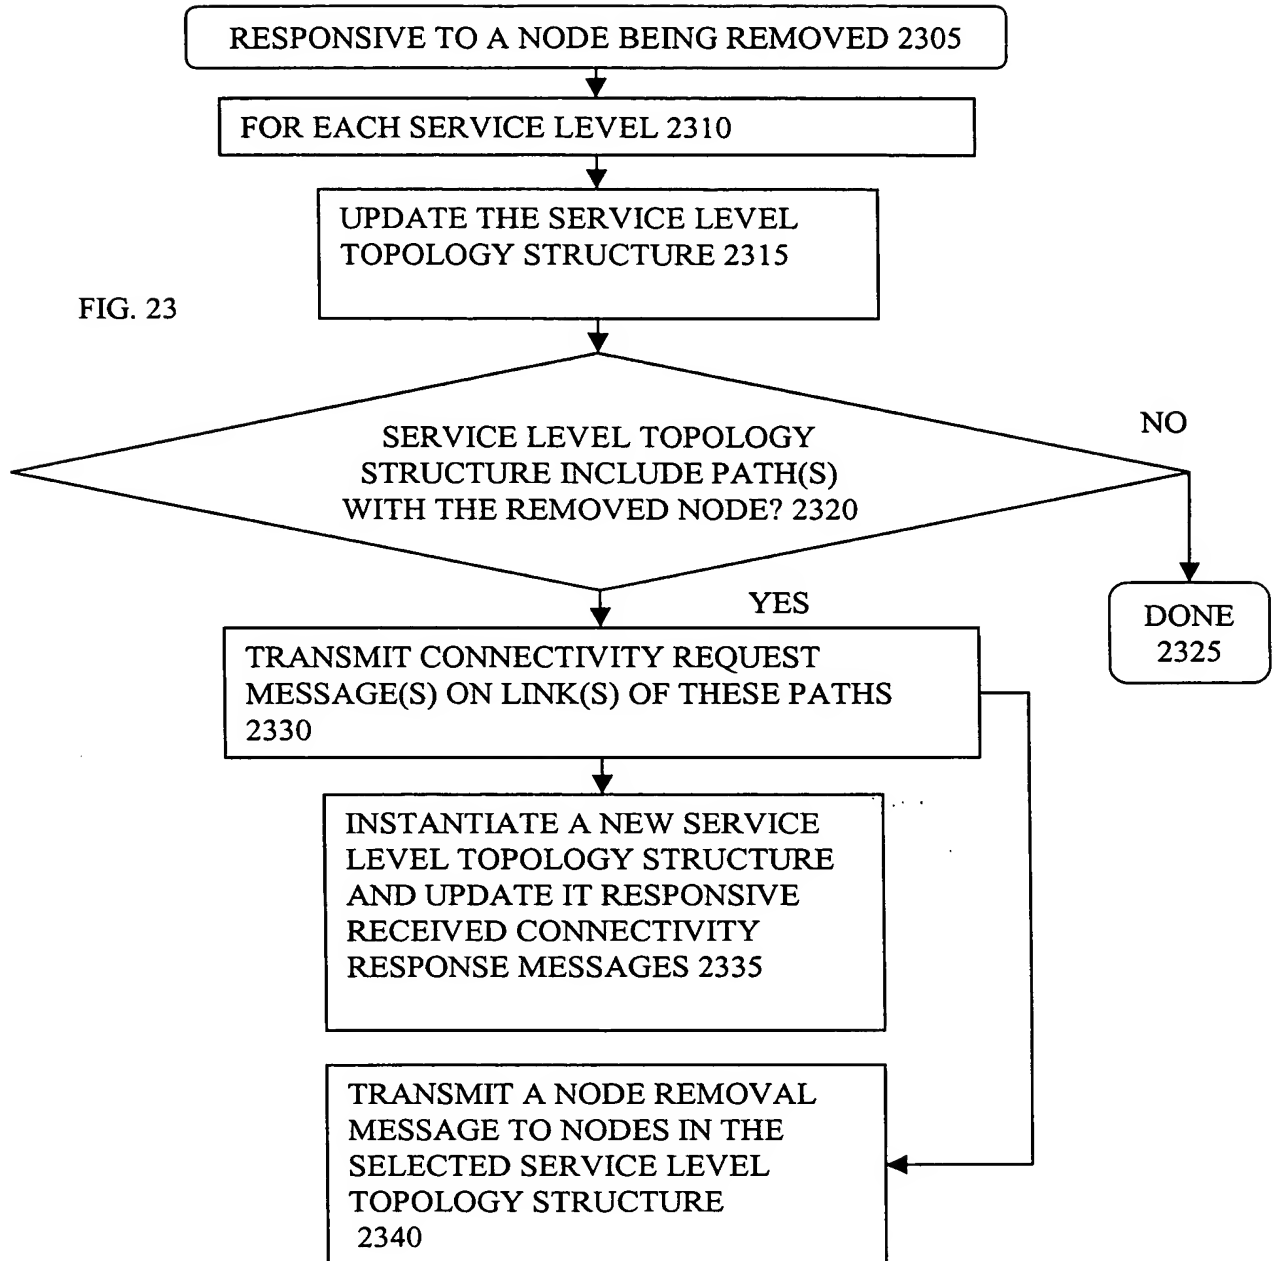 RESPONSIVE TO A NODE BEING REMOVED 2305
FOR EACH SERVICE LEVEL 2310
UPDATE THE SERVICE LEVEL
TOPOLOGY STRUCTURE 2315
FIG. 23
SERVICE LEVEL TOPOLOGY
STRUCTURE INCLUDE PATH(S)
WITH THE REMOVED NODE? 2320
NO
DONE
2325
YES
TRANSMIT CONNECTIVITY REQUEST
MESSAGE(S) ON LINK(S) OF THESE PATHS
2330
INSTANTIATE A NEW SERVICE
LEVEL TOPOLOGY STRUCTURE
AND UPDATE IT RESPONSIVE
RECEIVED CONNECTIVITY
RESPONSE MESSAGES 2335
TRANSMIT A NODE REMOVAL
MESSAGE TO NODES IN THE
SELECTED SERVICE LEVEL
TOPOLOGY STRUCTURE
2340